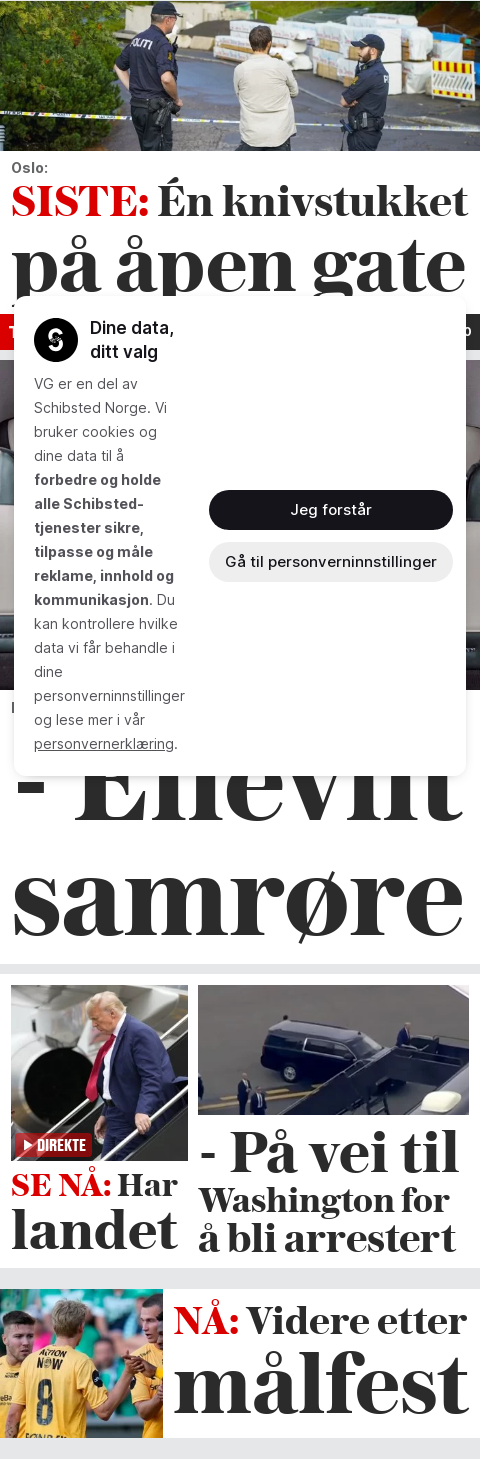 POLITI
Oslo:
SISTE: Én knivstukket
på åpen gate
Dine data,
ditt valg
VG er en del av
Schibsted Norge. Vi
bruker cookies og
dine data til å
forbedre og holde
alle Schibsted-
tjenester sikre,
tilpasse og måle
reklame, innhold og
kommunikasjon. Du
kan kontrollere hvilke
data vi får behandle i
dine
personverninnstillinger
og lese mer i vår
personvernerklæring.
Jeg forstår
Gå til personverninnstillinger
- Ellevilt
samrøre
DIREKTE
SE NÅ: Har
landet
- På vei til
Washington for
å bli arrestert
ACTION
NOW
8
NÅ: Videre etter
målfest